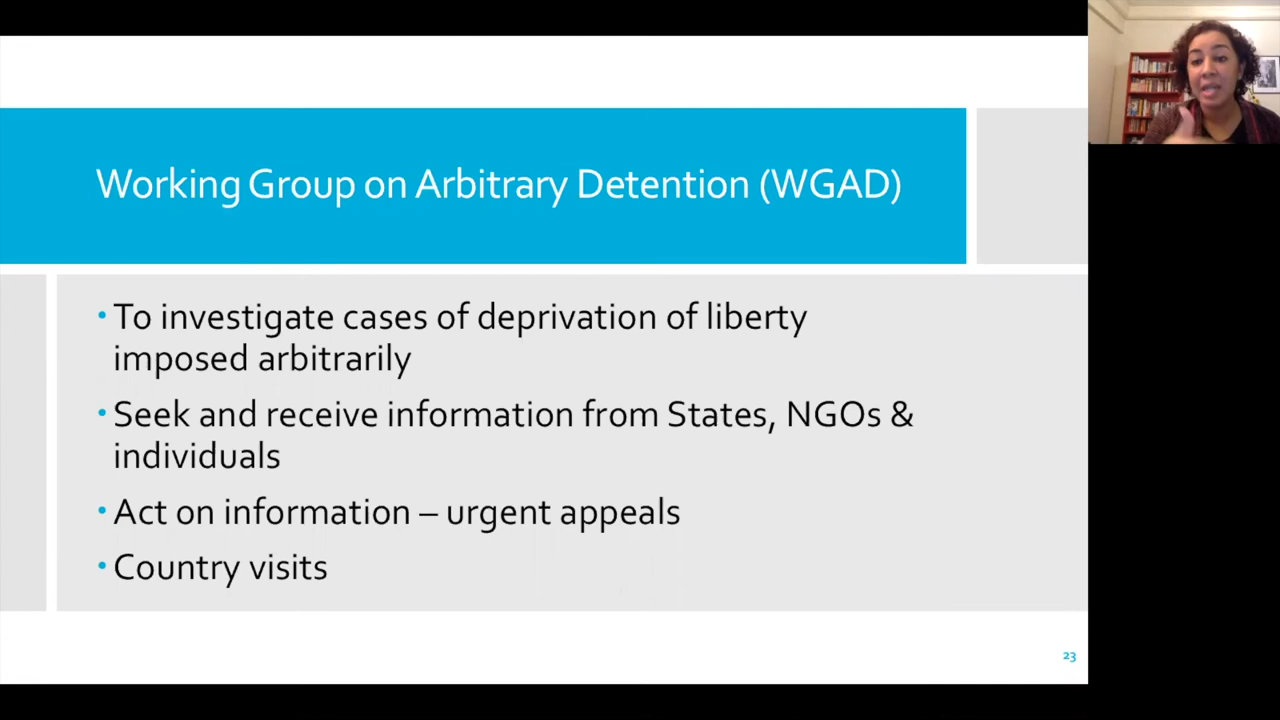 Working Group on Arbitrary Detention (WGAD)
• To investigate cases of deprivation of liberty
imposed arbitrarily
• Seek and receive information from States, NGOs &
individuals
• Act on information – urgent appeals
• Country visits
23